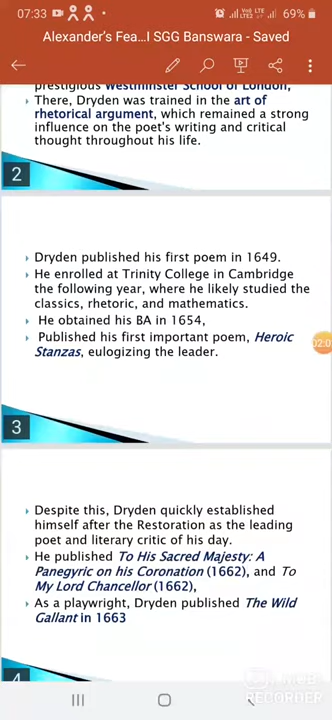 07:33
LTE
LTE2
69%
Alexander's Fea...I SGG Banswara - Saved
prestigious Westminster School of London,
There, Dryden was trained in the art of
rhetorical argument, which remained a strong
influence on the poet's writing and critical
thought throughout his life.
2
Dryden published his first poem in 1649.
He enrolled at Trinity College in Cambridge
the following year, where he likely studied the
classics, rhetoric, and mathematics.
He obtained his BA in 1654,
Published his first important poem, Heroic
Stanzas, eulogizing the leader.
02:0
3
Despite this, Dryden quickly established
himself after the Restoration as the leading
poet and literary critic of his day.
He published To His Sacred Majesty: A
Panegyric on his Coronation (1662), and To
My Lord Chancellor (1662),
As a playwright, Dryden published The Wild
Gallant in 1663
4
RECORDER